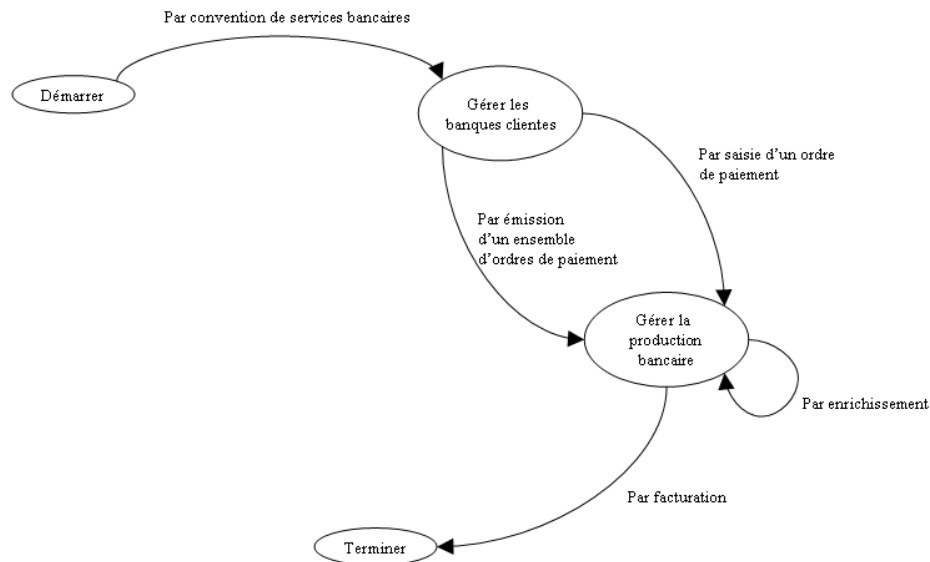 Par convention de services bancaires
Démarrer
Gérer les
banques clientes
Par saisie d'un ordre
de paiement
Par émission
d'un ensemble
d'ordres de paiement
Gérer la
production
bancaire
Par enrichissement
Par facturation
Terminer